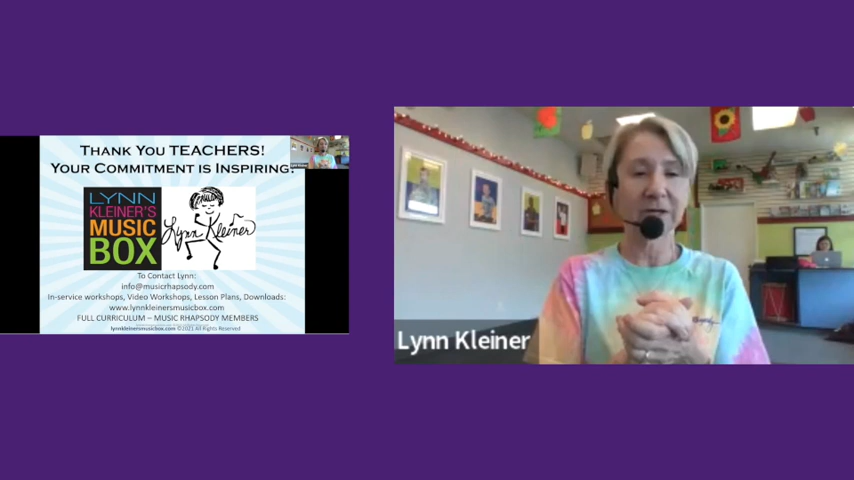 THANK YOU TEACHERS!
YOUR COMMITMENT IS INSPIRING.
LYNN
KLEINER'S
MUSIC
BOX
Lynn Kleiner
To Contact Lynn:
info@musicrhapsody.com
In-service workshops, Video Workshops, Lesson Plans, Downloads:
www.lynnkleinersmusicbox.com
FULL CURRICULUM – MUSIC RHAPSODY MEMBERS
lynnkleinersmusicbox.com ©2021 All Rights Reserved
Lynn Kleiner